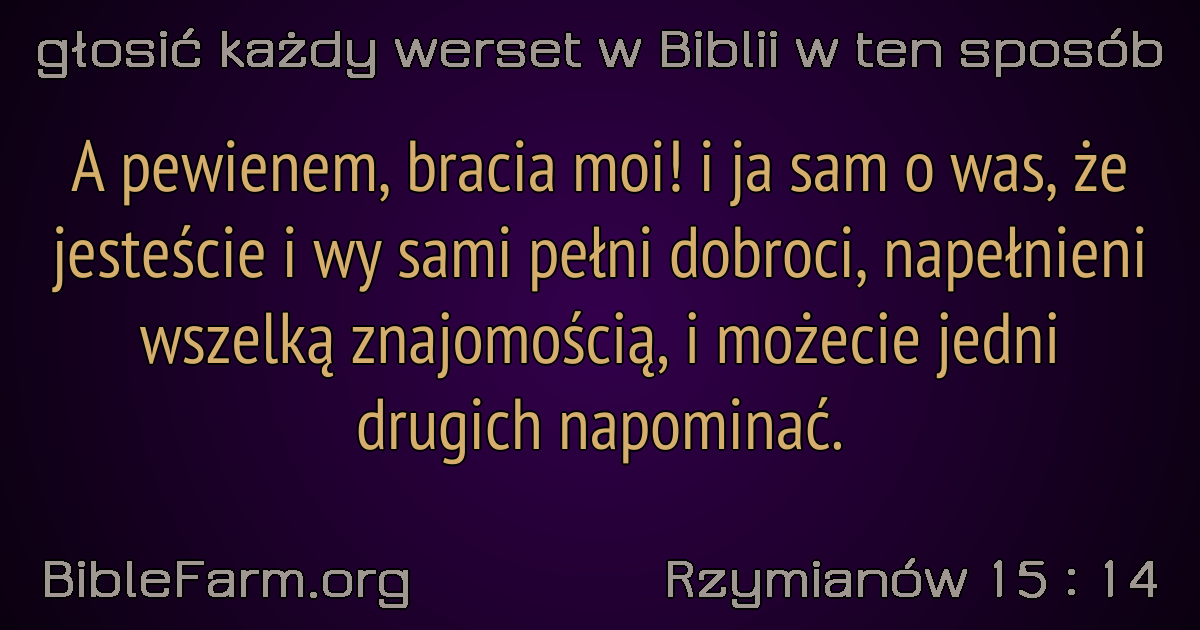 głosić każdy werset w Biblii w ten sposób
A pewienem, bracia moi! i ja sam o was, że
jesteście i wy sami pełni dobroci, napełnieni
wszelką znajomością, i możecie jedni
drugich napominać.
BibleFarm.org
Rzymianów 15 : 14